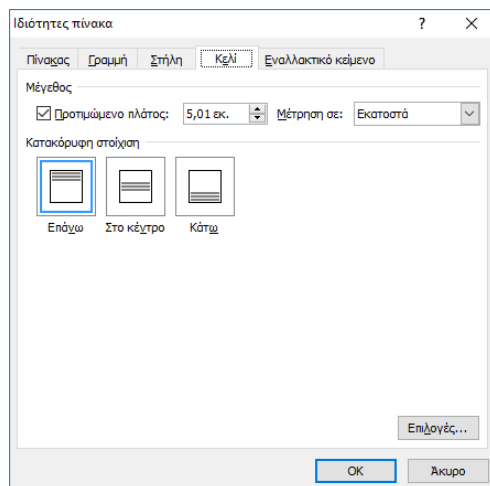 Ιδιότητες πίνακα ?
Πίνακας Γραμμή Στήλη Κελί Εναλλακτικό κείμενο
Μέγεθος
Προτιμώμενο πλάτος: 5,01 εκ. Μέτρηση σε: Εκατοστά
Κατακόρυφη στοίχιση
Επάνω Στο κέντρο Κάτω
Επιλογές...
OK Άκυρο